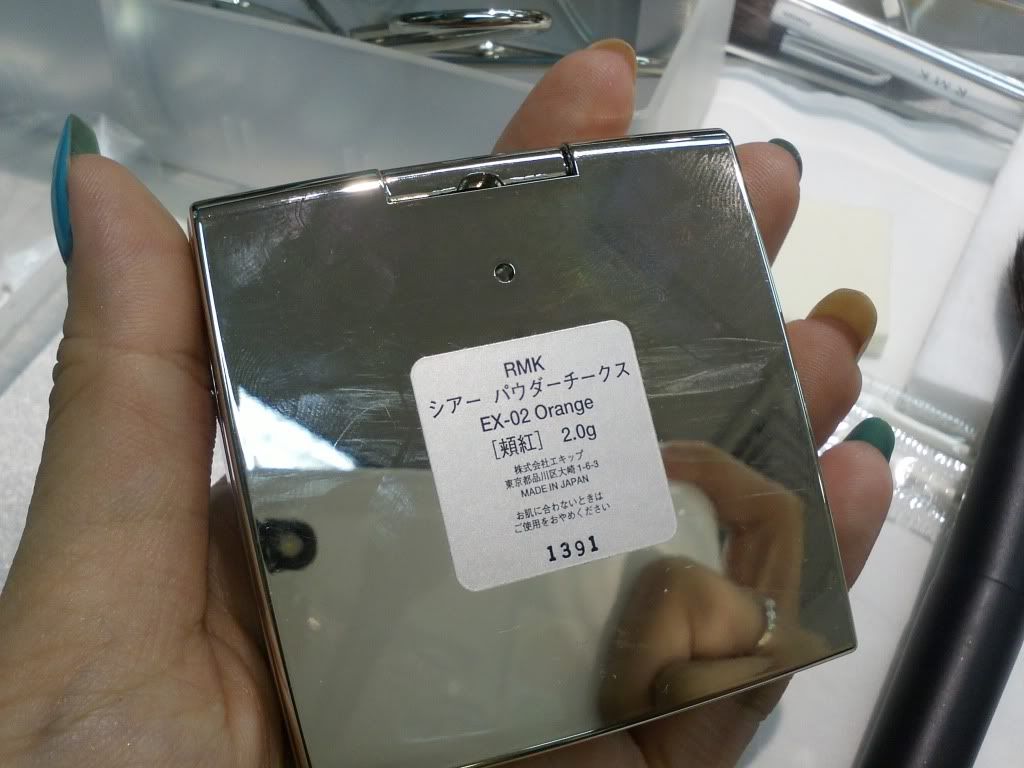 RMK
シアー パウダーチークス
EX-02 Orange
[頬紅] 2.0g
株式会社エキップ
東京都品川区大崎1-6-3
MADE IN JAPAN
お肌に合わないときは
ご使用をおやめください
1391
RMK